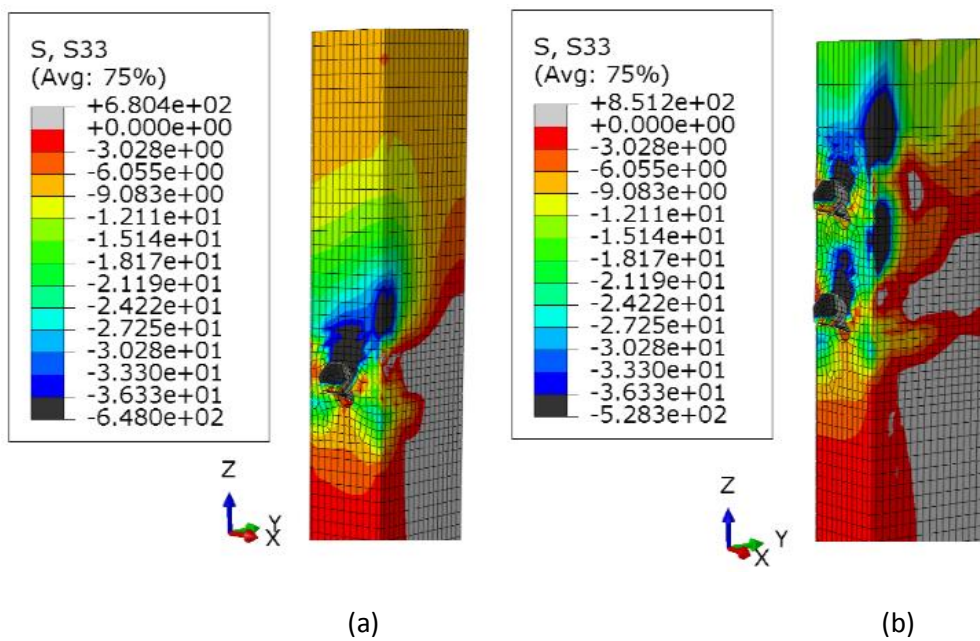 S, S33
(Avg: 75%)
+6.804e+02
+0.000e+00
-3.028e+00
-6.055e+00
-9.083e+00
-1.211e+01
-1.514e+01
-1.817e+01
-2.119e+01
-2.422e+01
-2.725e+01
-3.028e+01
-3.330e+01
-3.633e+01
-6.480e+02
Z
Y
X
(a)
S, S33
(Avg: 75%)
+8.512e+02
+0.000e+00
-3.028e+00
-6.055e+00
-9.083e+00
-1.211e+01
-1.514e+01
-1.817e+01
-2.119e+01
-2.422e+01
-2.725e+01
-3.028e+01
-3.330e+01
-3.633e+01
-5.283e+02
Z
Y
X
(b)